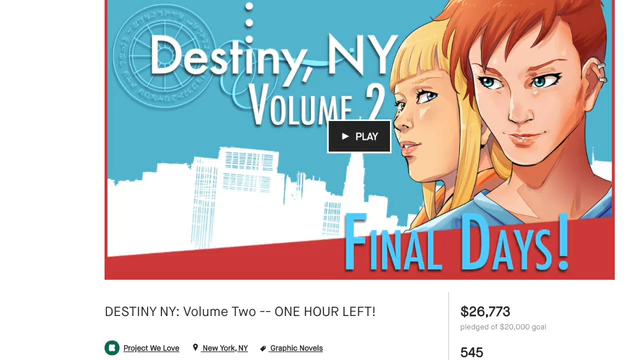 Destiny, NY
VOLUME 2
PLAY
FINAL DAYS!
DESTINY NY: Volume Two -- ONE HOUR LEFT!
$26,773
pledged of $20,000 goal
Project We Love New York, NY Graphic Novels
545